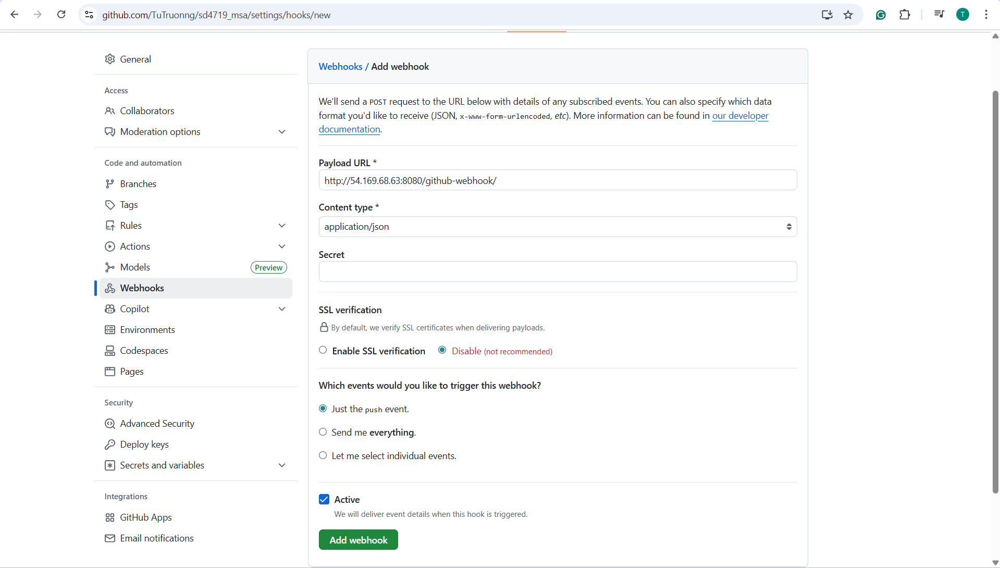 github.com/TuTruonng/sd4719_msa/settings/hooks/new
T
General
Access
Collaborators
Moderation options
Code and automation
Branches
Tags
Rules
Actions
Models
Preview
Webhooks
Copilot
Environments
Codespaces
Pages
Security
Advanced Security
Deploy keys
Secrets and variables
Integrations
GitHub Apps
Email notifications
Webhooks / Add webhook
We'll send a POST request to the URL below with details of any subscribed events. You can also specify which data
format you'd like to receive (JSON, x-www-form-urlencoded, etc). More information can be found in our developer
documentation.
Payload URL *
http://54.169.68.63:8080/github-webhook/
Content type *
application/json
Secret
SSL verification
By default, we verify SSL certificates when delivering payloads.
Enable SSL verification
Disable (not recommended)
Which events would you like to trigger this webhook?
Just the push event.
Send me everything.
Let me select individual events.
Active
We will deliver event details when this hook is triggered.
Add webhook